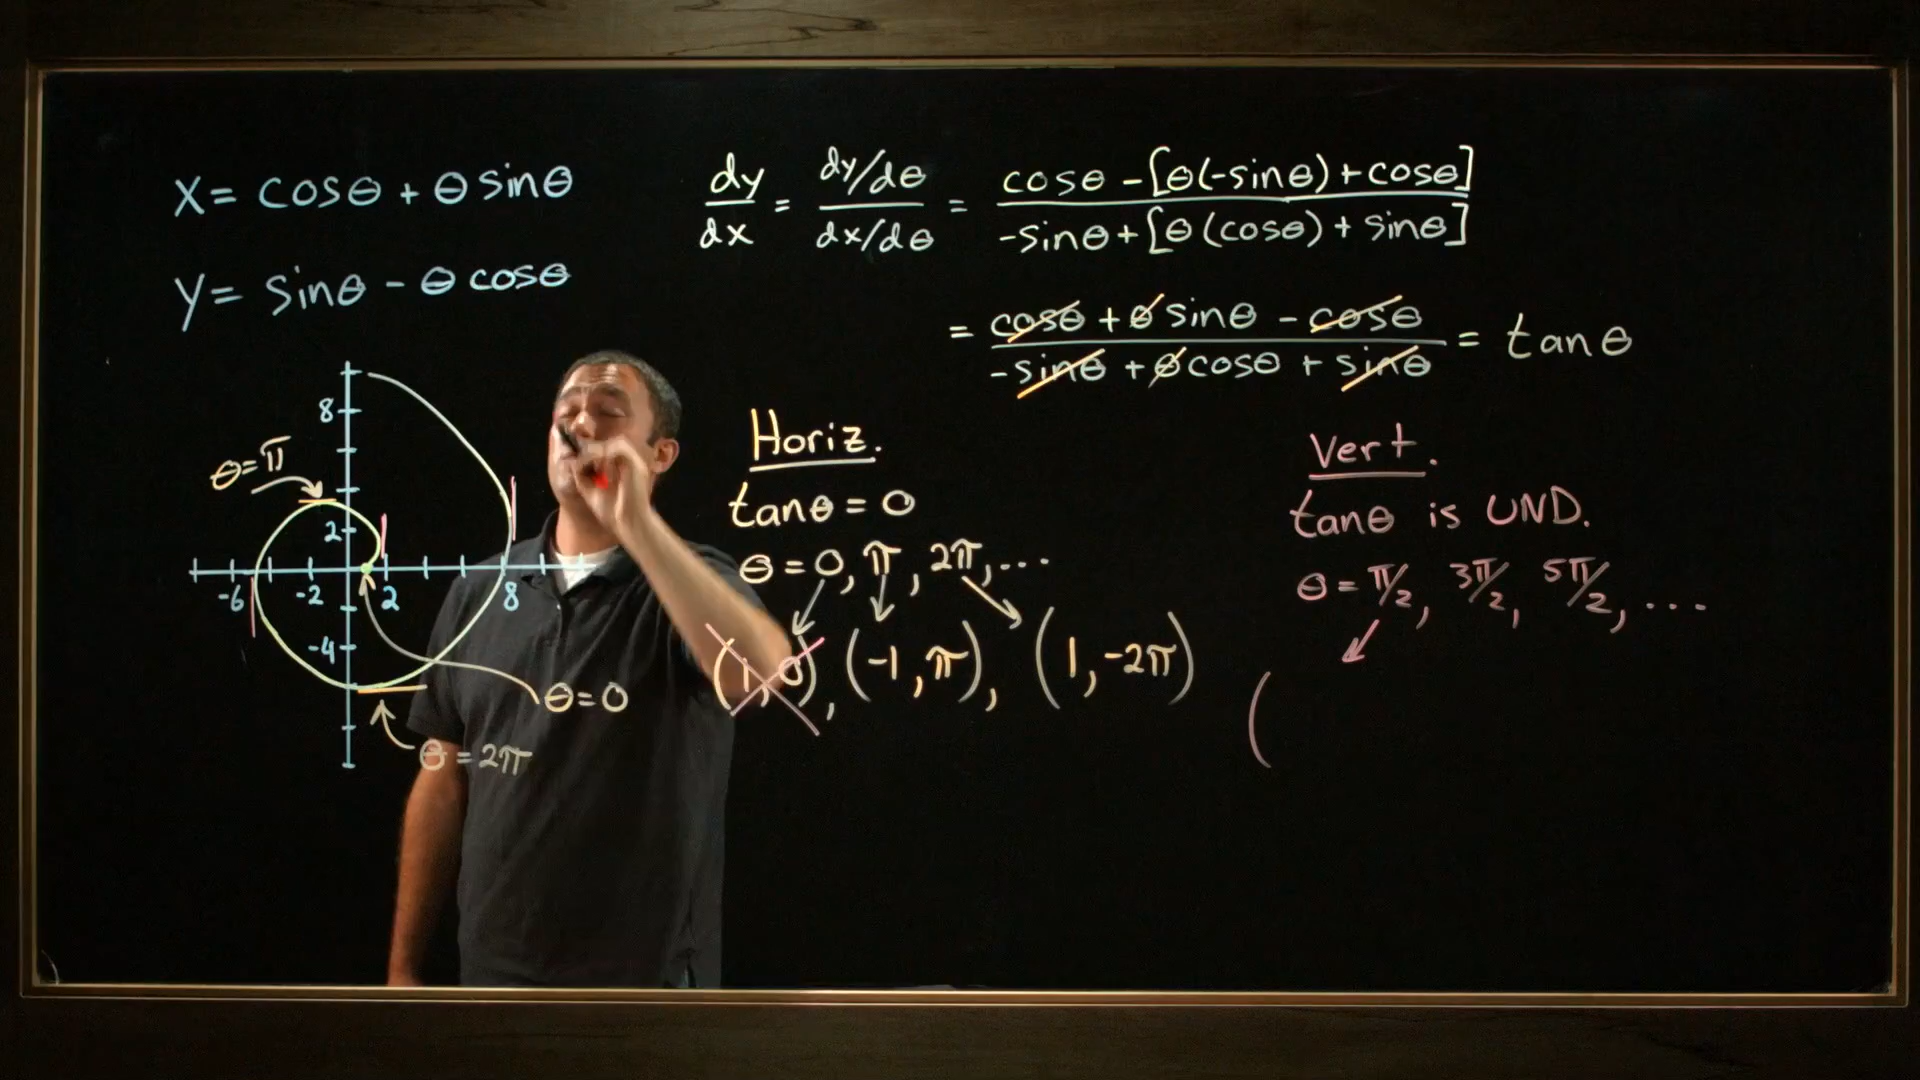 x = cosθ + θ sinθ
y = sinθ - θ cosθ
dy/dx = (dy/dθ)/(dx/dθ) = (cosθ - [θ(-sinθ) + cosθ])/(-sinθ + [θ(cosθ) + sinθ])
= (cosθ + θ sinθ - cosθ)/(-sinθ + θ cosθ + sinθ) = tanθ
8
θ = π
2
-6 -2 2 8
-4
θ = 0
θ = 2π
Horiz.
tanθ = 0
θ = 0, π, 2π, ...
(1, 0), (-1, π), (1, -2π)
Vert.
tanθ is UND.
θ = π/2, 3π/2, 5π/2, ...
(